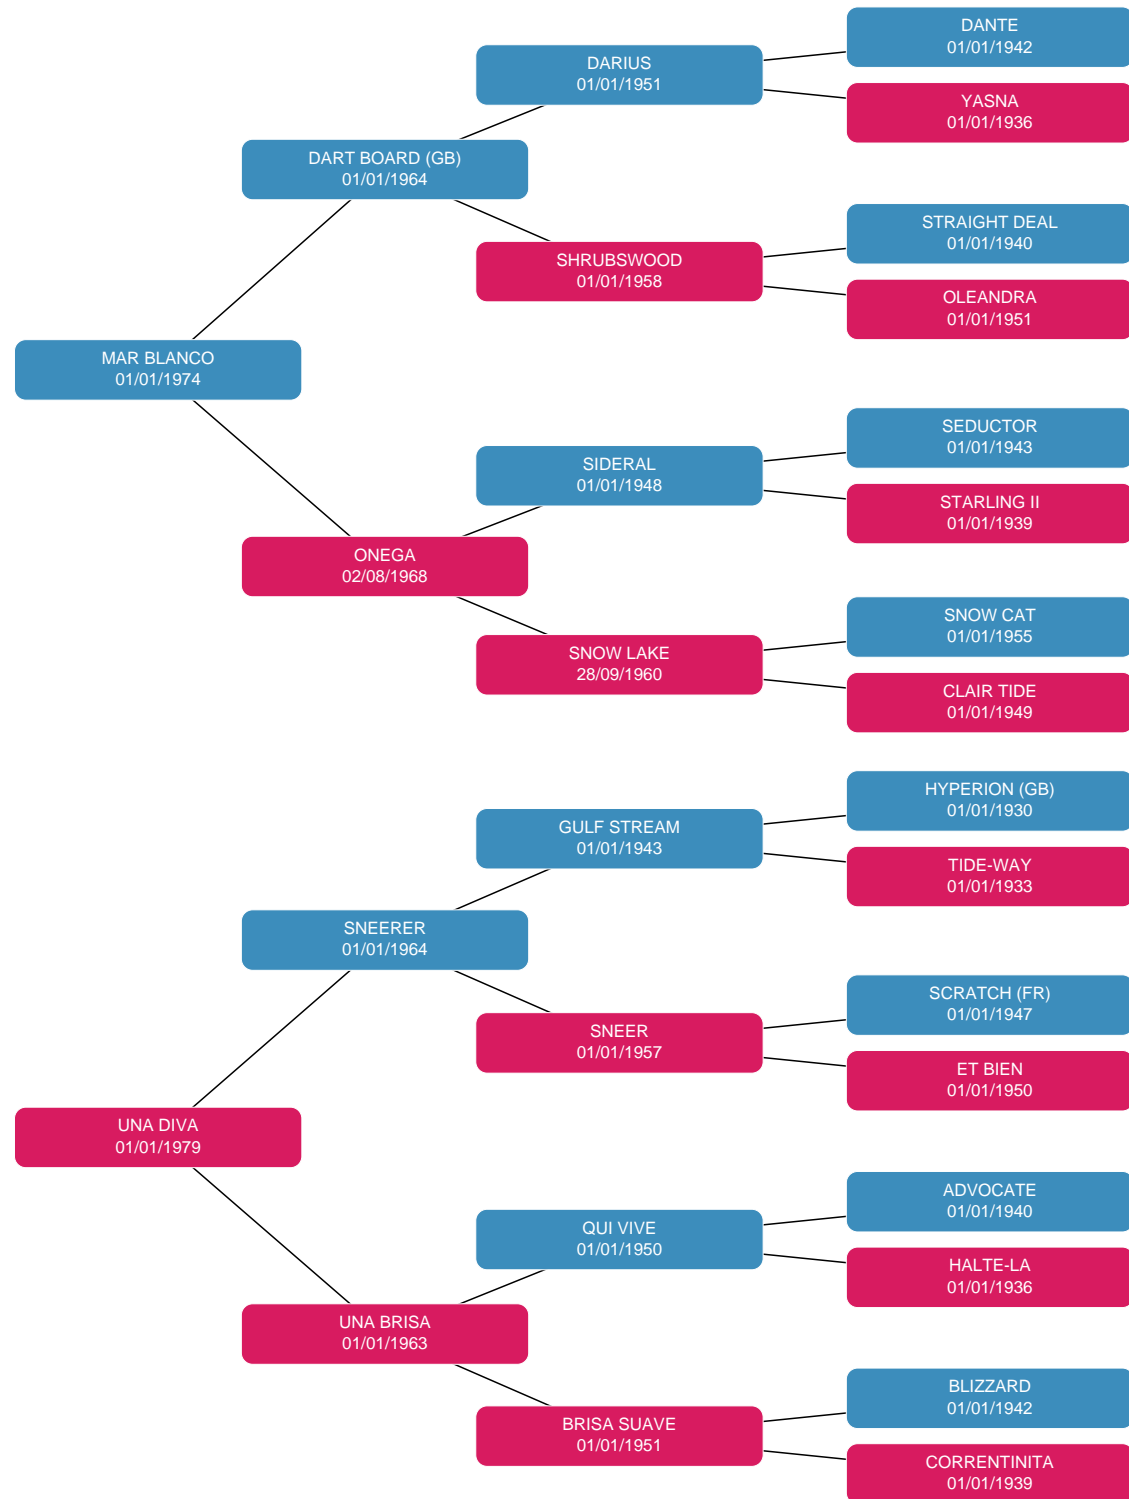 DANTE
01/01/1942
DARIUS
01/01/1951
YASNA
01/01/1936
DART BOARD (GB)
01/01/1964
STRAIGHT DEAL
01/01/1940
SHRUBSWOOD
01/01/1958
OLEANDRA
01/01/1951
MAR BLANCO
01/01/1974
SEDUCTOR
01/01/1943
SIDERAL
01/01/1948
STARLING II
01/01/1939
ONEGA
02/08/1968
SNOW CAT
01/01/1955
SNOW LAKE
28/09/1960
CLAIR TIDE
01/01/1949
HYPERION (GB)
01/01/1930
GULF STREAM
01/01/1943
TIDE-WAY
01/01/1933
SNEERER
01/01/1964
SCRATCH (FR)
01/01/1947
SNEER
01/01/1957
ET BIEN
01/01/1950
UNA DIVA
01/01/1979
ADVOCATE
01/01/1940
QUI VIVE
01/01/1950
HALTE-LA
01/01/1936
UNA BRISA
01/01/1963
BLIZZARD
01/01/1942
BRISA SUAVE
01/01/1951
CORRENTINITA
01/01/1939